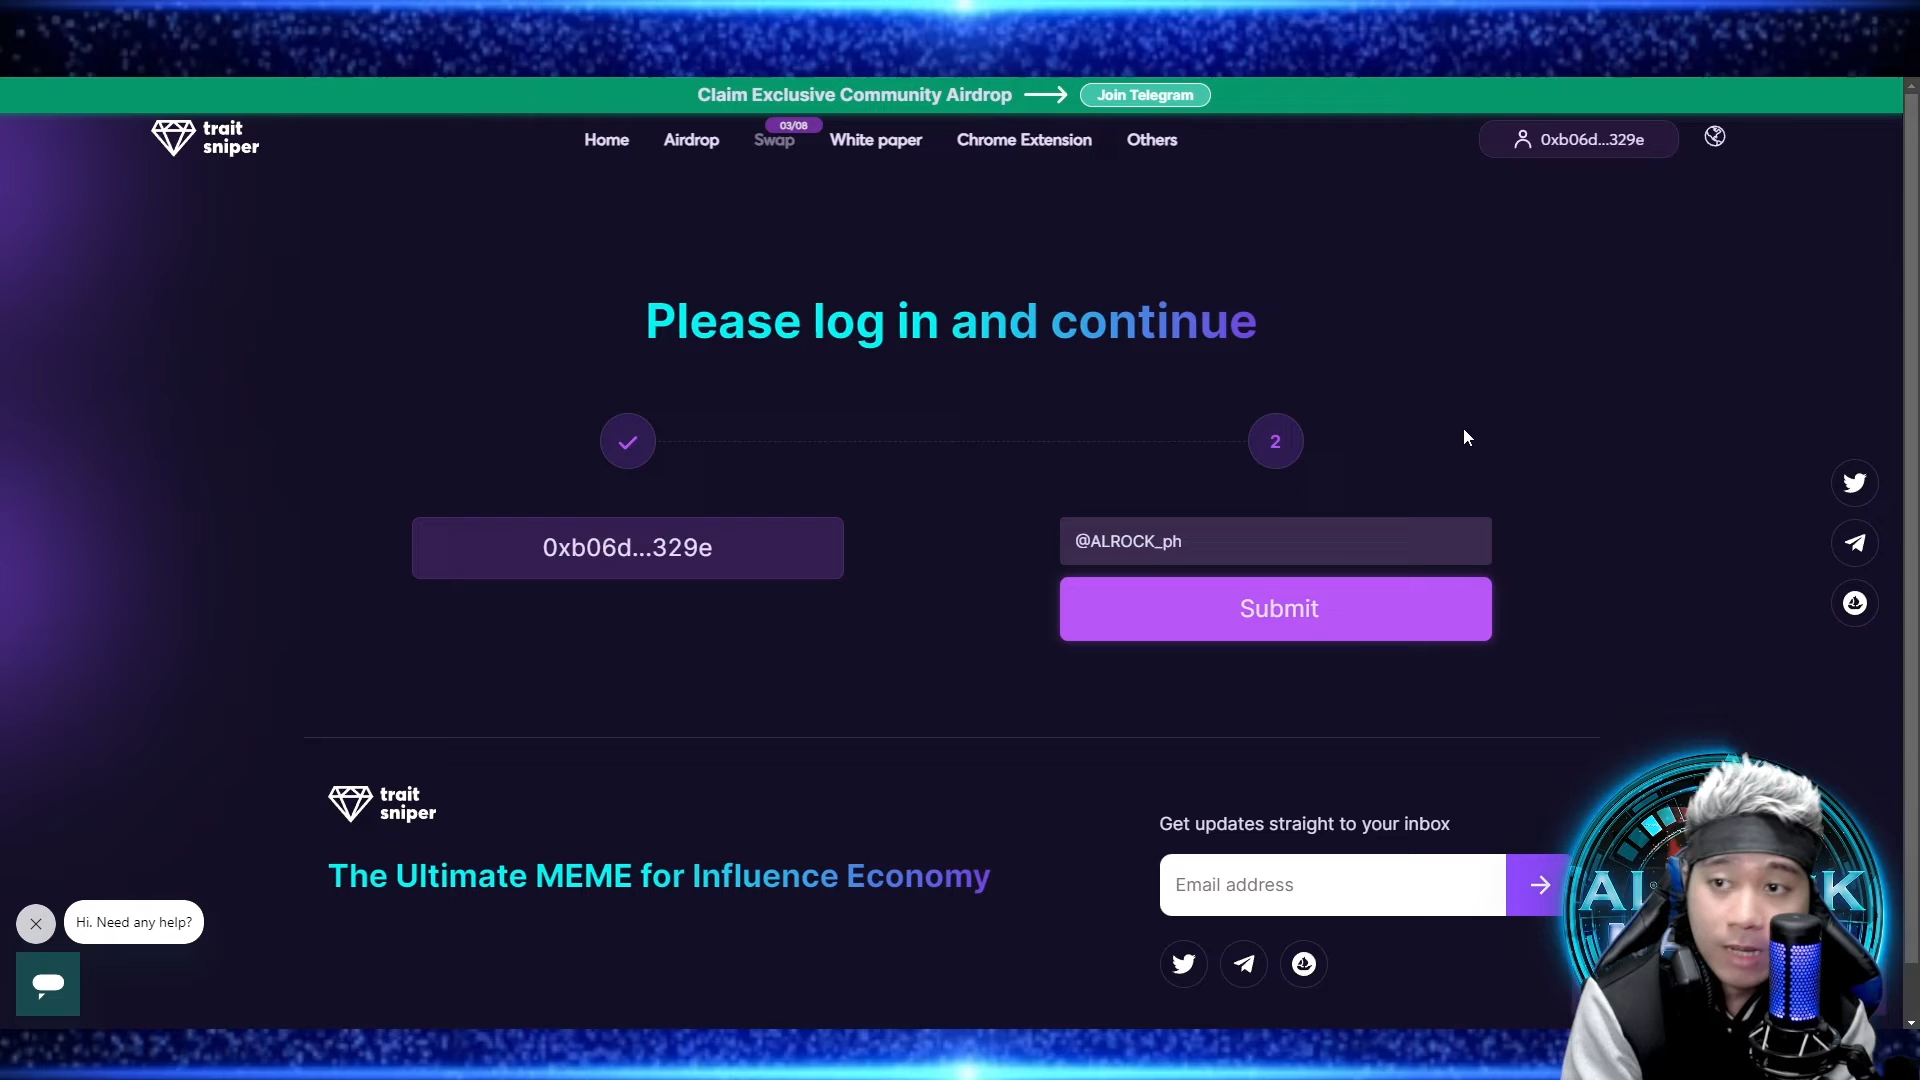 Claim Exclusive Community Airdrop
Join Telegram
trait
sniper
Home
Airdrop
Swap
03/08
White paper
Chrome Extension
Others
0xb06d...329e
Please log in and continue
2
0xb06d...329e
@ALROCK_ph
Submit
trait
sniper
The Ultimate MEME for Influence Economy
Get updates straight to your inbox
Email address
Hi. Need any help?